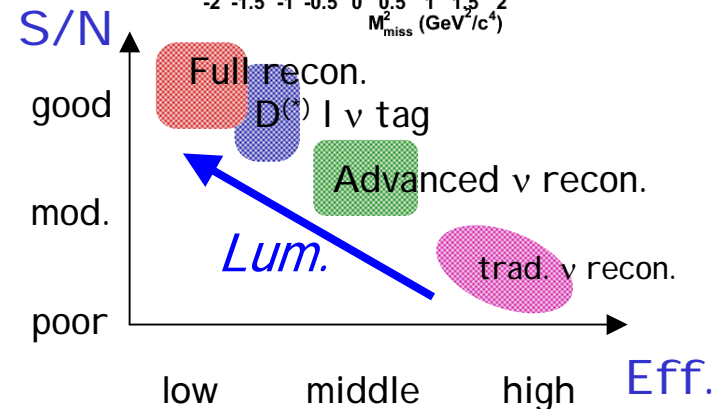 -2 -1.5 -1 -0.5 0 0.5 1 1.5 2
M²miss (GeV²/c⁴)
S/N
Full recon.
good
D(*) l ν tag
Advanced ν recon.
mod.
Lum.
trad. ν recon.
poor
Eff.
low middle high